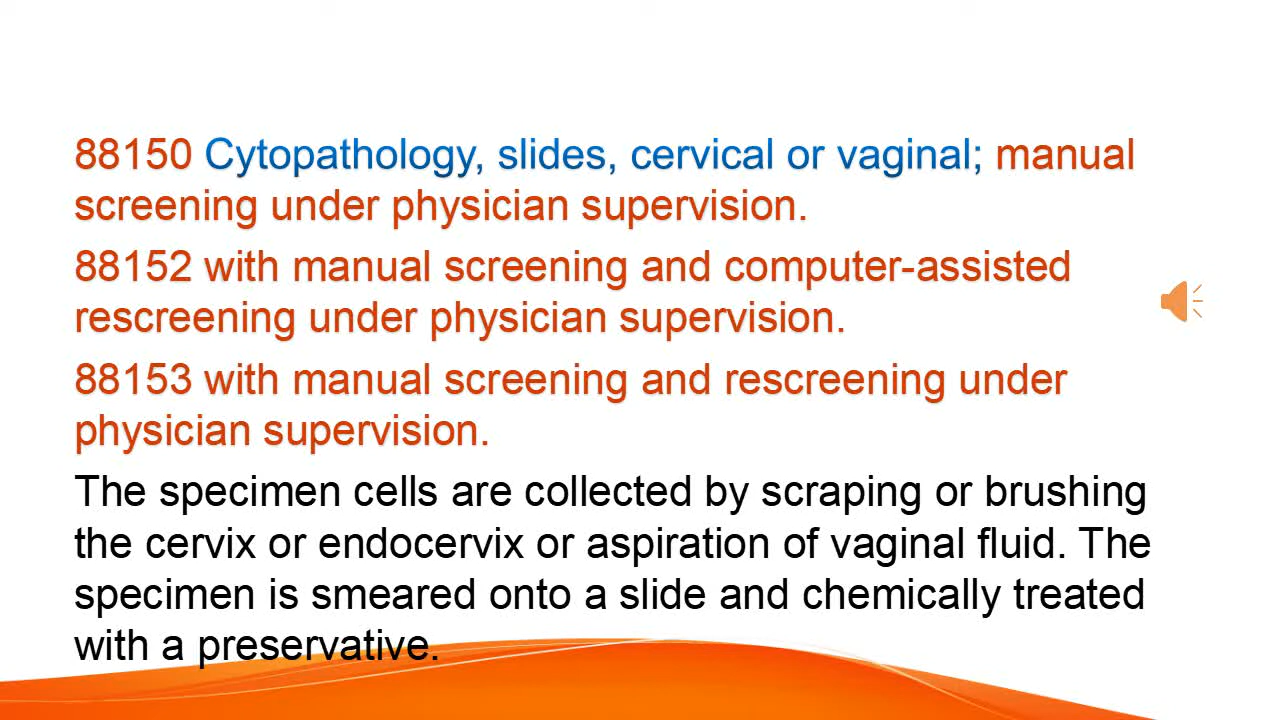 88150 Cytopathology, slides, cervical or vaginal; manual
screening under physician supervision.
88152 with manual screening and computer-assisted
rescreening under physician supervision.
88153 with manual screening and rescreening under
physician supervision.
The specimen cells are collected by scraping or brushing
the cervix or endocervix or aspiration of vaginal fluid. The
specimen is smeared onto a slide and chemically treated
with a preservative.